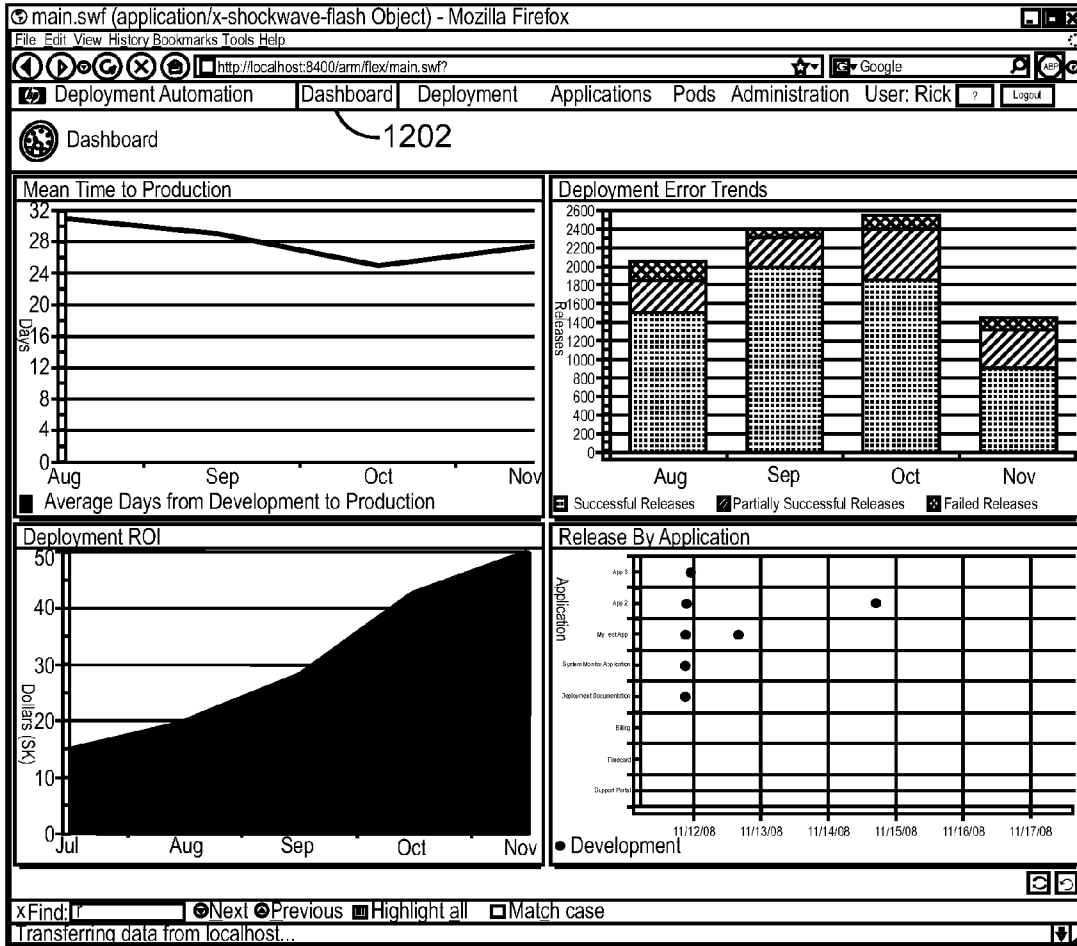 main.swf (application/x-shockwave-flash Object) - Mozilla Firefox
File Edit View History Bookmarks Tools Help
http://localhost:8400/arm/flex/main.swf? G Google ABP
hp Deployment Automation Dashboard Deployment Applications Pods Administration User: Rick ? Logout
1202
Dashboard
Mean Time to Production
32
28
24
20
16
12
8
4
0
Days
Aug Sep Oct Nov
Average Days from Development to Production
Deployment Error Trends
2600
2400
2200
2000
1800
1600
1400
1200
1000
800
600
400
200
0
Releases
Aug Sep Oct Nov
Successful Releases Partially Successful Releases Failed Releases
Deployment ROI
50
40
30
20
10
0
Dollars (SK)
Jul Aug Sep Oct Nov
Release By Application
Application
App 3
App 2
My est App
System Monitor Application
Deployment Documentation
Billing
Timecard
Support Portal
11/12/08 11/13/08 11/14/08 11/15/08 11/16/08 11/17/08
Development
x Find: r Next Previous Highlight all Match case
Transferring data from localhost...